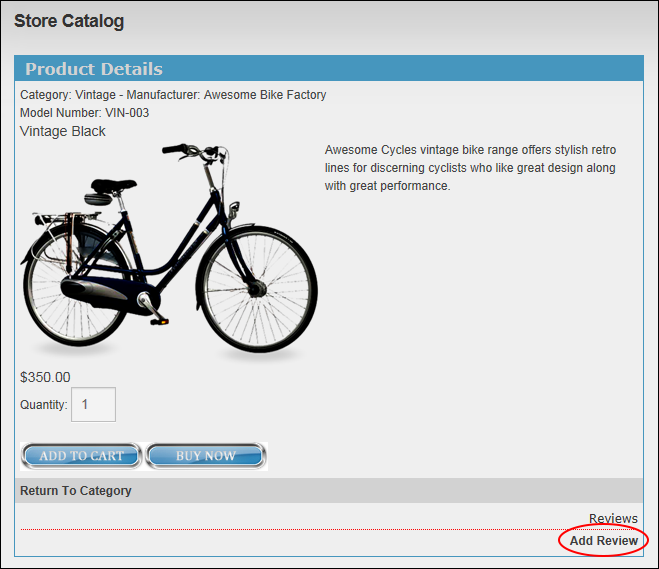 Store Catalog
Product Details
Category: Vintage - Manufacturer: Awesome Bike Factory
Model Number: VIN-003
Vintage Black
Awesome Cycles vintage bike range offers stylish retro
lines for discerning cyclists who like great design along
with great performance.
$350.00
Quantity: 1
ADD TO CART BUY NOW
Return To Category
Reviews
Add Review